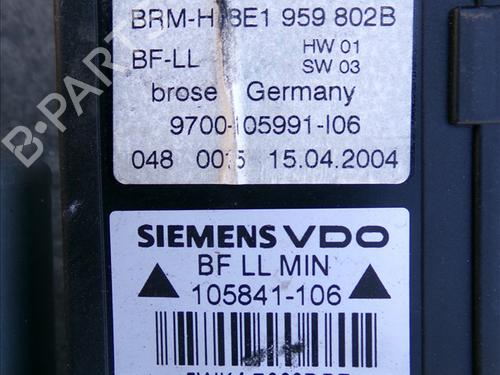 BRM-H 8E1 959 802B
BF-LL HW 01
SW 03
brose Germany
9700-105991-I06
048 0015 15.04.2004
SIEMENS VDO
BF LL MIN
105841-106
B-PARTS